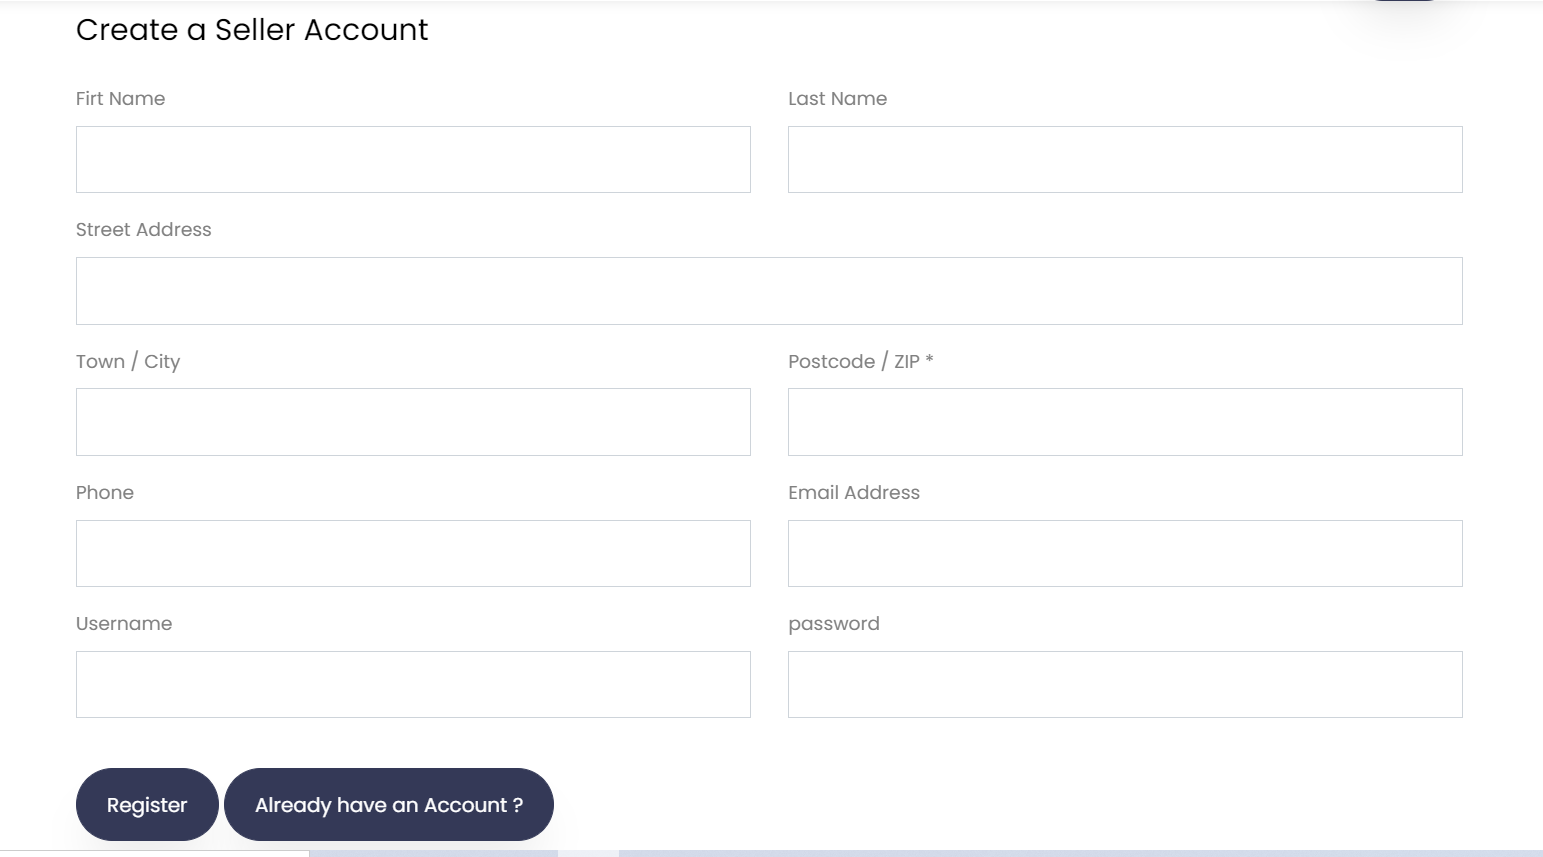 Create a Seller Account
Firt Name
Last Name
Street Address
Town / City
Postcode / ZIP *
Phone
Email Address
Username
password
Register
Already have an Account ?